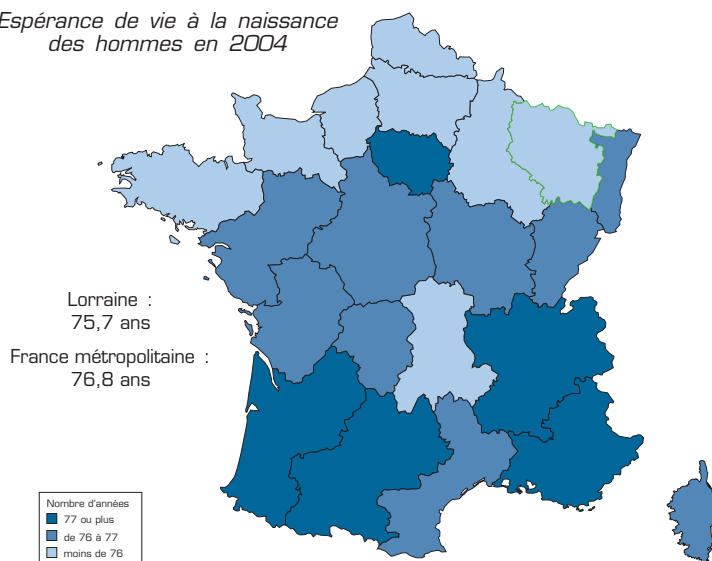 Espérance de vie à la naissance
des hommes en 2004
Lorraine :
75,7 ans
France métropolitaine :
76,8 ans
Nombre d'années
77 ou plus
de 76 à 77
moins de 76